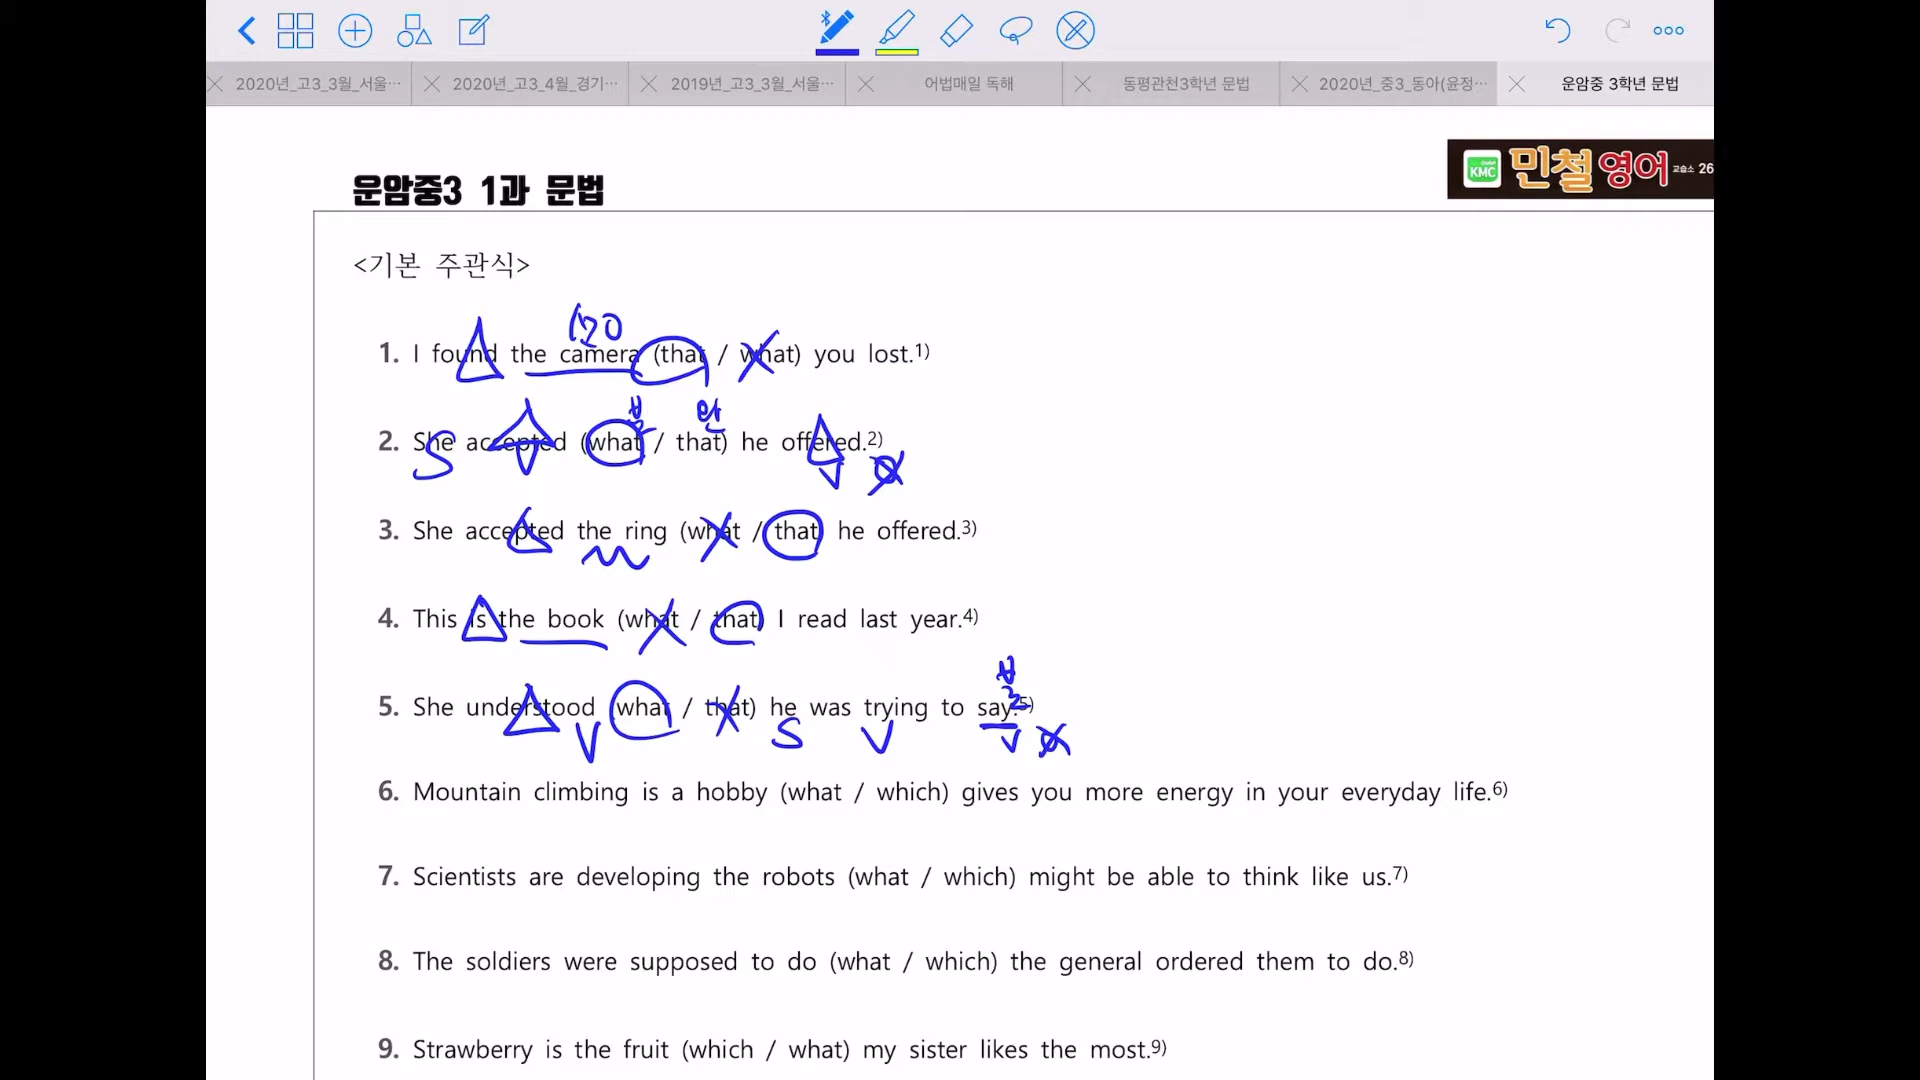 2020년_고3_3월_서울… 2020년_고3_4월_경기… 2019년_고3_3월_서울… 어법매일 독해 동평관천3학년 문법 2020년_중3_동아(윤정… 운암중 3학년 문법
KMC 민철영어 교습소 26
운암중3 1과 문법
<기본 주관식>
1. I found the camera (that / what) you lost.1)
2. She accepted (what / that) he offered.2)
S V V
3. She accepted the ring (what / that) he offered.3)
4. This is the book (what / that) I read last year.4)
5. She understood (what / that) he was trying to say.5)
V S V V
6. Mountain climbing is a hobby (what / which) gives you more energy in your everyday life.6)
7. Scientists are developing the robots (what / which) might be able to think like us.7)
8. The soldiers were supposed to do (what / which) the general ordered them to do.8)
9. Strawberry is the fruit (which / what) my sister likes the most.9)